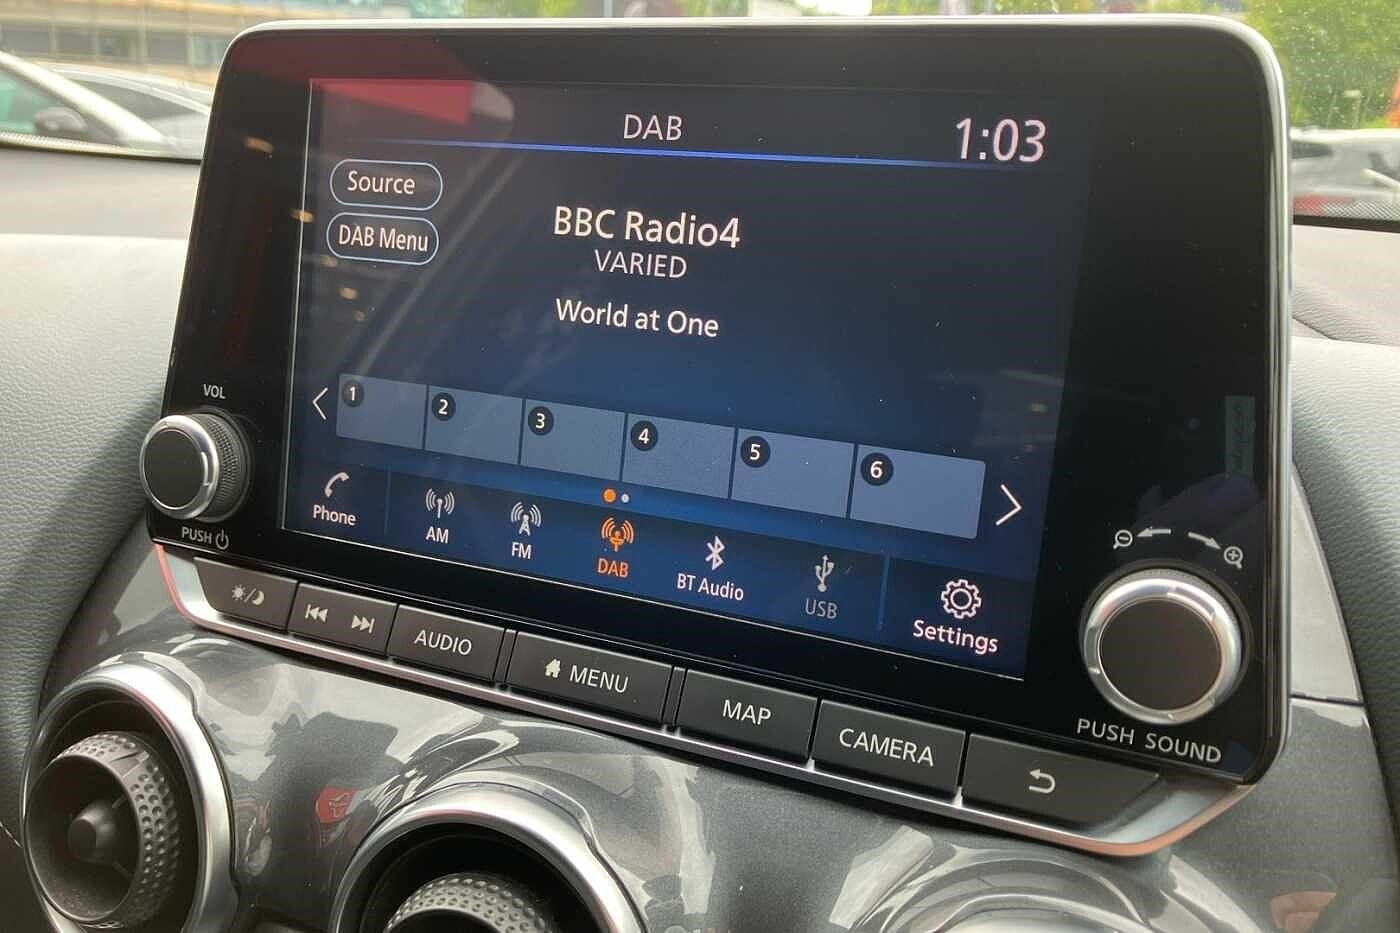 DAB
1:03
Source
DAB Menu
BBC Radio4
VARIED
World at One
1
2
3
4
5
6
Phone
AM
FM
DAB
BT Audio
USB
Settings
VOL
PUSH
PUSH SOUND
AUDIO
MENU
MAP
CAMERA